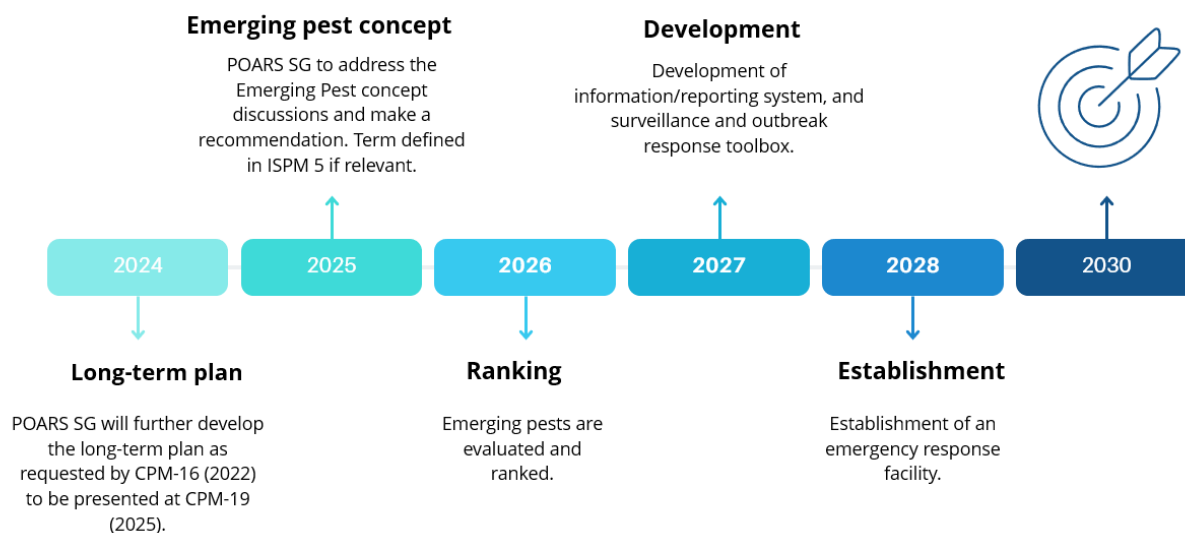 Emerging pest concept
POARS SG to address the
Emerging Pest concept
discussions and make a
recommendation. Term defined
in ISPM 5 if relevant.
Development
Development of
information/reporting system, and
surveillance and outbreak
response toolbox.
2024
2025
2026
2027
2028
2030
Long-term plan
POARS SG will further develop
the long-term plan as
requested by CPM-16 (2022)
to be presented at CPM-19
(2025).
Ranking
Emerging pests are
evaluated and
ranked.
Establishment
Establishment of an
emergency response
facility.